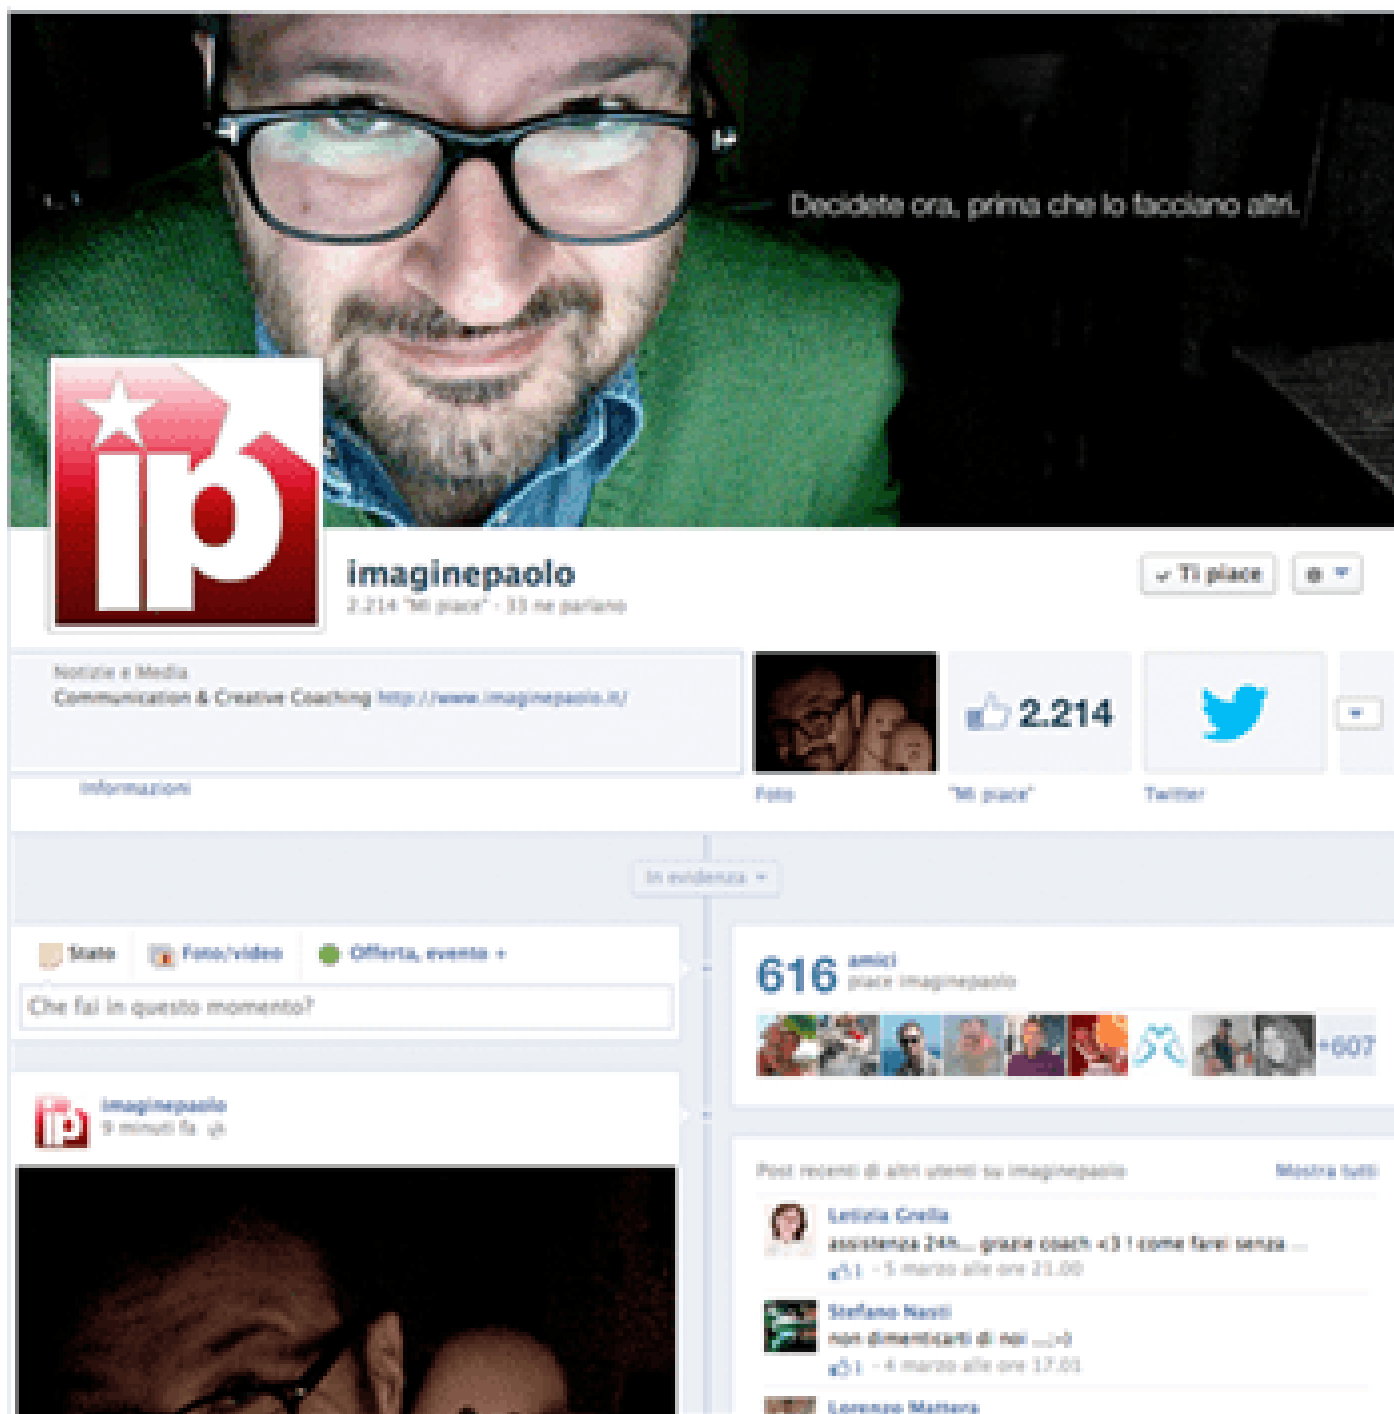 Decidete ora, prima che lo facciano altri.
ip
imaginepaolo
2.214 "Mi piace" · 33 ne parlano
Ti piace
Notizie e Media
Communication & Creative Coaching http://www.imaginepaolo.it/
Informazioni
2.214
Foto
"Mi piace"
Twitter
In evidenza
Stato
Foto/video
Offerta, evento +
Che fai in questo momento?
616 amici
piace imaginepaolo
+607
ip
imaginepaolo
9 minuti fa
Post recenti di altri utenti su imaginepaolo
Mostra tutti
Letizia Grella
assistenza 24h... grazie coach <3 ! come farei senza ...
1 · 5 marzo alle ore 21.00
Stefano Nasti
non dimenticarti di noi ...;-)
1 · 4 marzo alle ore 17.01
Lorenzo Mattera